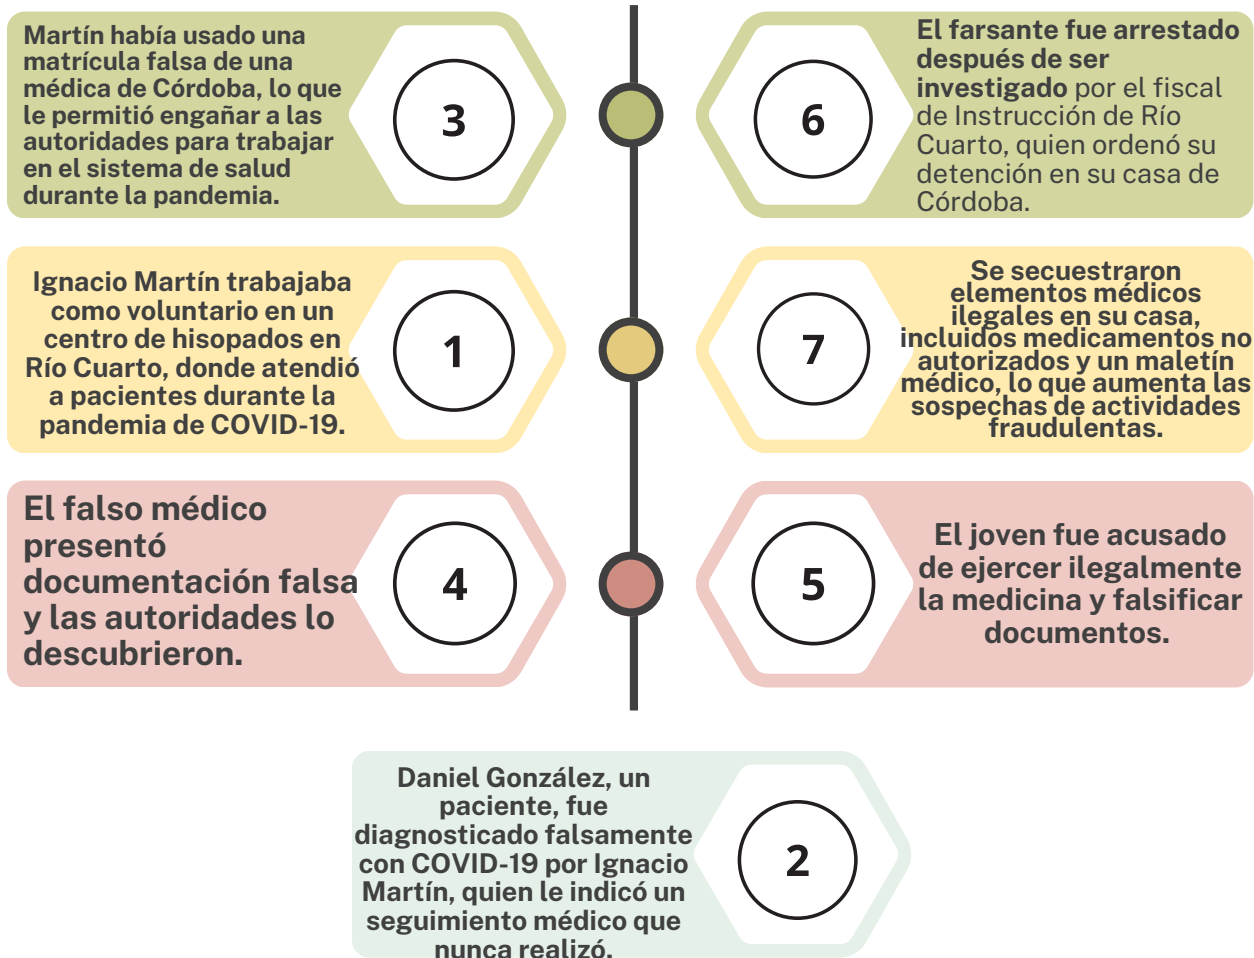 Martín había usado una
matrícula falsa de una
médica de Córdoba, lo que
le permitió engañar a las
autoridades para trabajar
en el sistema de salud
durante la pandemia.
3
El farsante fue arrestado
después de ser
investigado por el fiscal
de Instrucción de Río
Cuarto, quien ordenó su
detención en su casa de
Córdoba.
6
Ignacio Martín trabajaba
como voluntario en un
centro de hisopados en
Río Cuarto, donde atendió
a pacientes durante la
pandemia de COVID-19.
1
Se secuestraron
elementos médicos
ilegales en su casa,
incluidos medicamentos no
autorizados y un maletín
médico, lo que aumenta las
sospechas de actividades
fraudulentas.
7
El falso médico
presentó
documentación falsa
y las autoridades lo
descubrieron.
4
El joven fue acusado
de ejercer ilegalmente
la medicina y falsificar
documentos.
5
Daniel González, un
paciente, fue
diagnosticado falsamente
con COVID-19 por Ignacio
Martín, quien le indicó un
seguimiento médico que
nunca realizó.
2